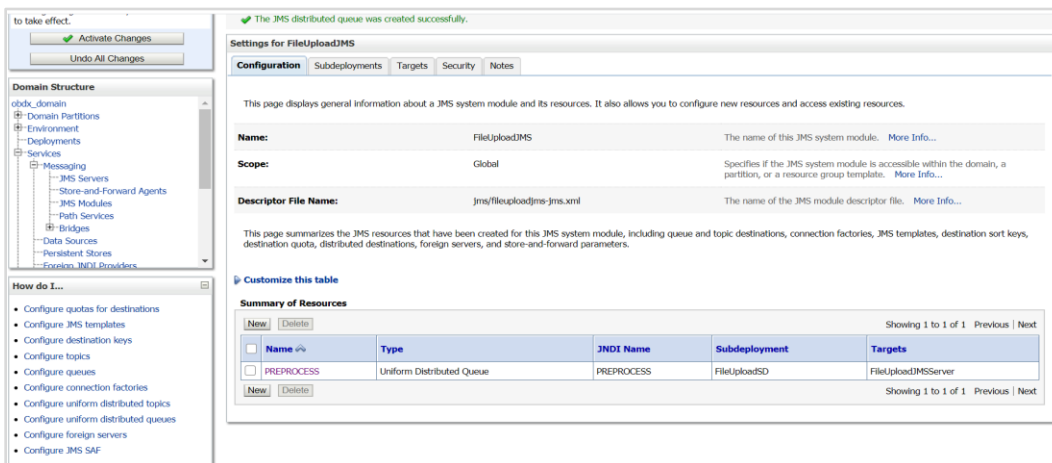 to take effect.
Activate Changes
Undo All Changes
Domain Structure
obdx_domain
Domain Partitions
Environment
Deployments
Services
Messaging
JMS Servers
Store-and-Forward Agents
JMS Modules
Path Services
Bridges
Data Sources
Persistent Stores
Foreign JNDI Providers
How do I...
Configure quotas for destinations
Configure JMS templates
Configure destination keys
Configure topics
Configure queues
Configure connection factories
Configure uniform distributed topics
Configure uniform distributed queues
Configure foreign servers
Configure JMS SAF
The JMS distributed queue was created successfully.
Settings for FileUploadJMS
Configuration Subdeployments Targets Security Notes
This page displays general information about a JMS system module and its resources. It also allows you to configure new resources and access existing resources.
Name: FileUploadJMS The name of this JMS system module. More Info...
Scope: Global Specifies if the JMS system module is accessible within the domain, a
partition, or a resource group template. More Info...
Descriptor File Name: jms/fileuploadjms-jms.xml The name of the JMS module descriptor file. More Info...
This page summarizes the JMS resources that have been created for this JMS system module, including queue and topic destinations, connection factories, JMS templates, destination sort keys,
destination quota, distributed destinations, foreign servers, and store-and-forward parameters.
Customize this table
Summary of Resources
New Delete Showing 1 to 1 of 1 Previous | Next
Name Type JNDI Name Subdeployment Targets
PREPROCESS Uniform Distributed Queue PREPROCESS FileUploadSD FileUploadJMSServer
New Delete Showing 1 to 1 of 1 Previous | Next